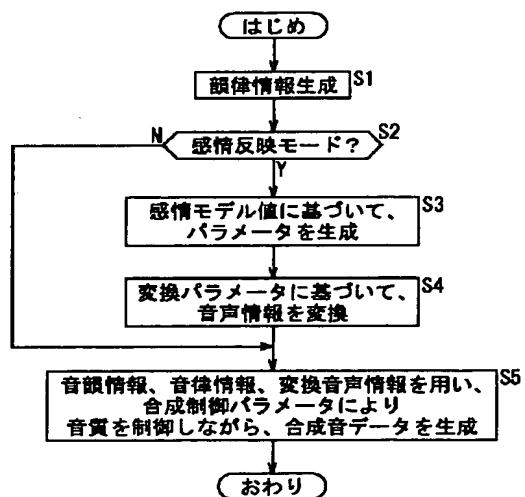 はじめ
韻律情報生成
S1
感情反映モード?
S2
N
Y
感情モデル値に基づいて、
パラメータを生成
S3
変換パラメータに基づいて、
音声情報を変換
S4
音韻情報、音律情報、変換音声情報を用い、
合成制御パラメータにより
音質を制御しながら、合成音データを生成
S5
おわり